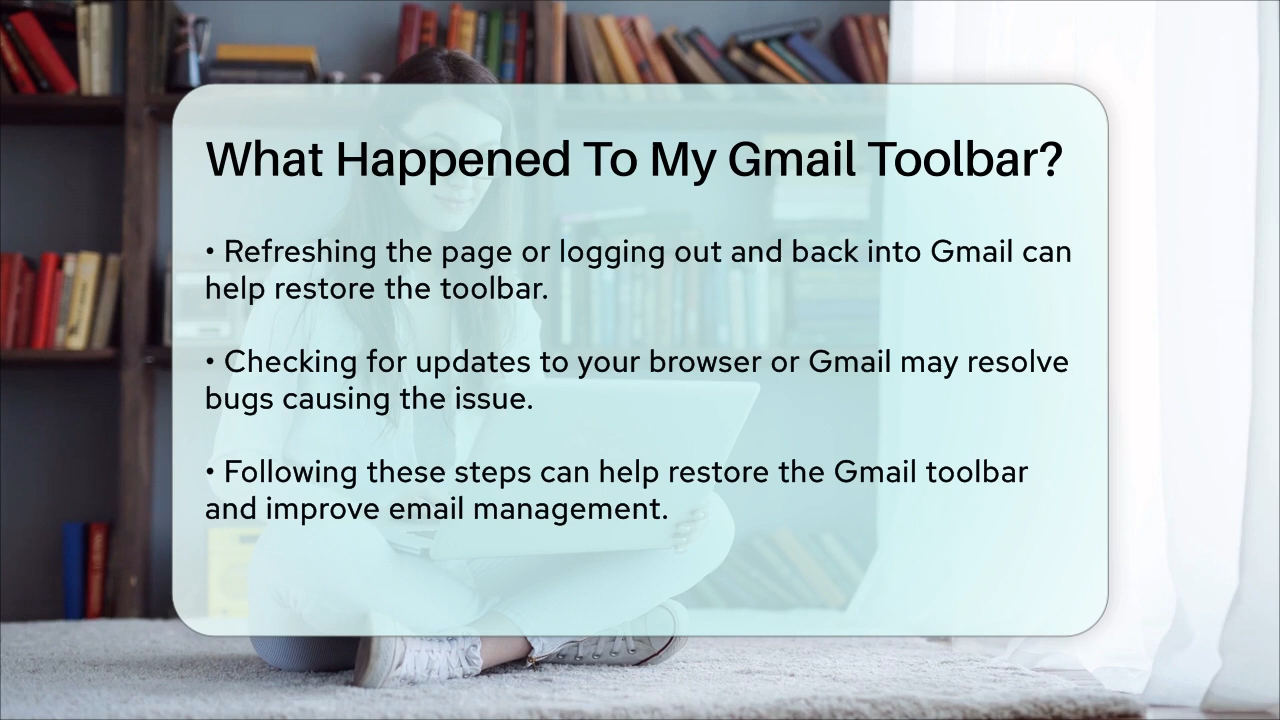 What Happened To My Gmail Toolbar?
• Refreshing the page or logging out and back into Gmail can
help restore the toolbar.
• Checking for updates to your browser or Gmail may resolve
bugs causing the issue.
• Following these steps can help restore the Gmail toolbar
and improve email management.